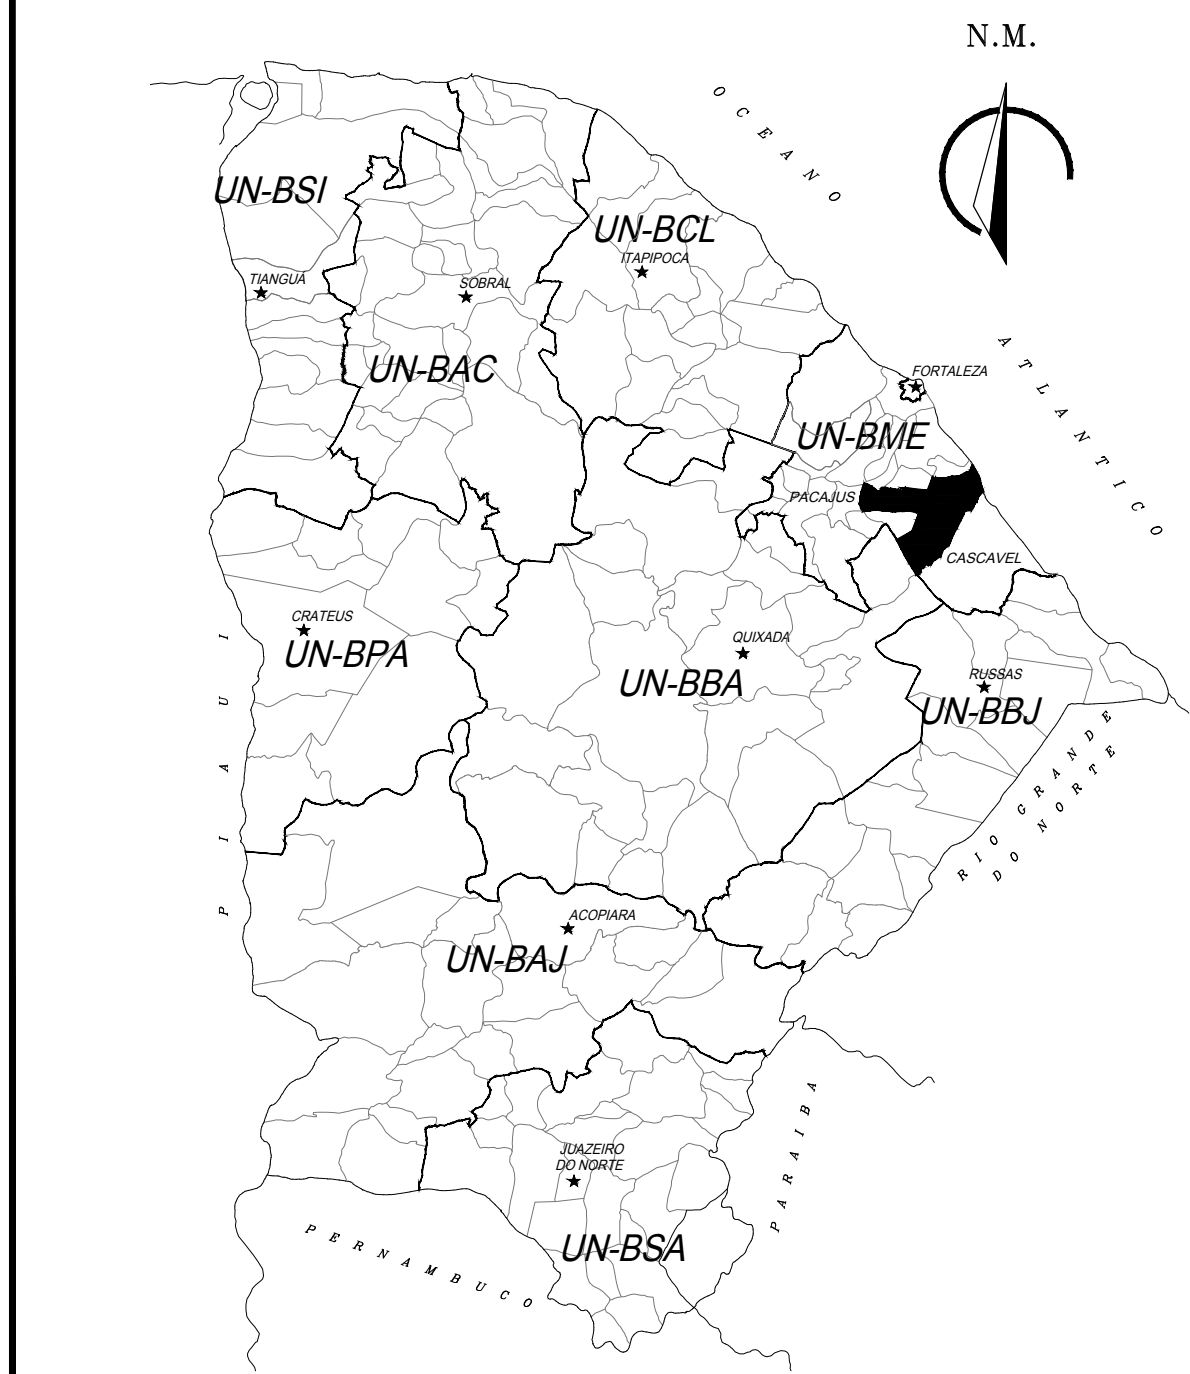 N.M.
OCEANO
UN-BSI
UN-BCL
ITAPIPOCA
TIANGUA
SOBRAL
ATLANTICO
UN-BAC
FORTALEZA
UN-BME
PACAJUS
CASCAVEL
CRATEUS
UN-BPA
QUIXADA
UN-BBA
RUSSAS
UN-BBJ
PIAUI
RIO GRANDE
DO NORTE
ACOPIARA
UN-BAJ
PARAIBA
JUAZEIRO
DO NORTE
PERNAMBUCO
UN-BSA